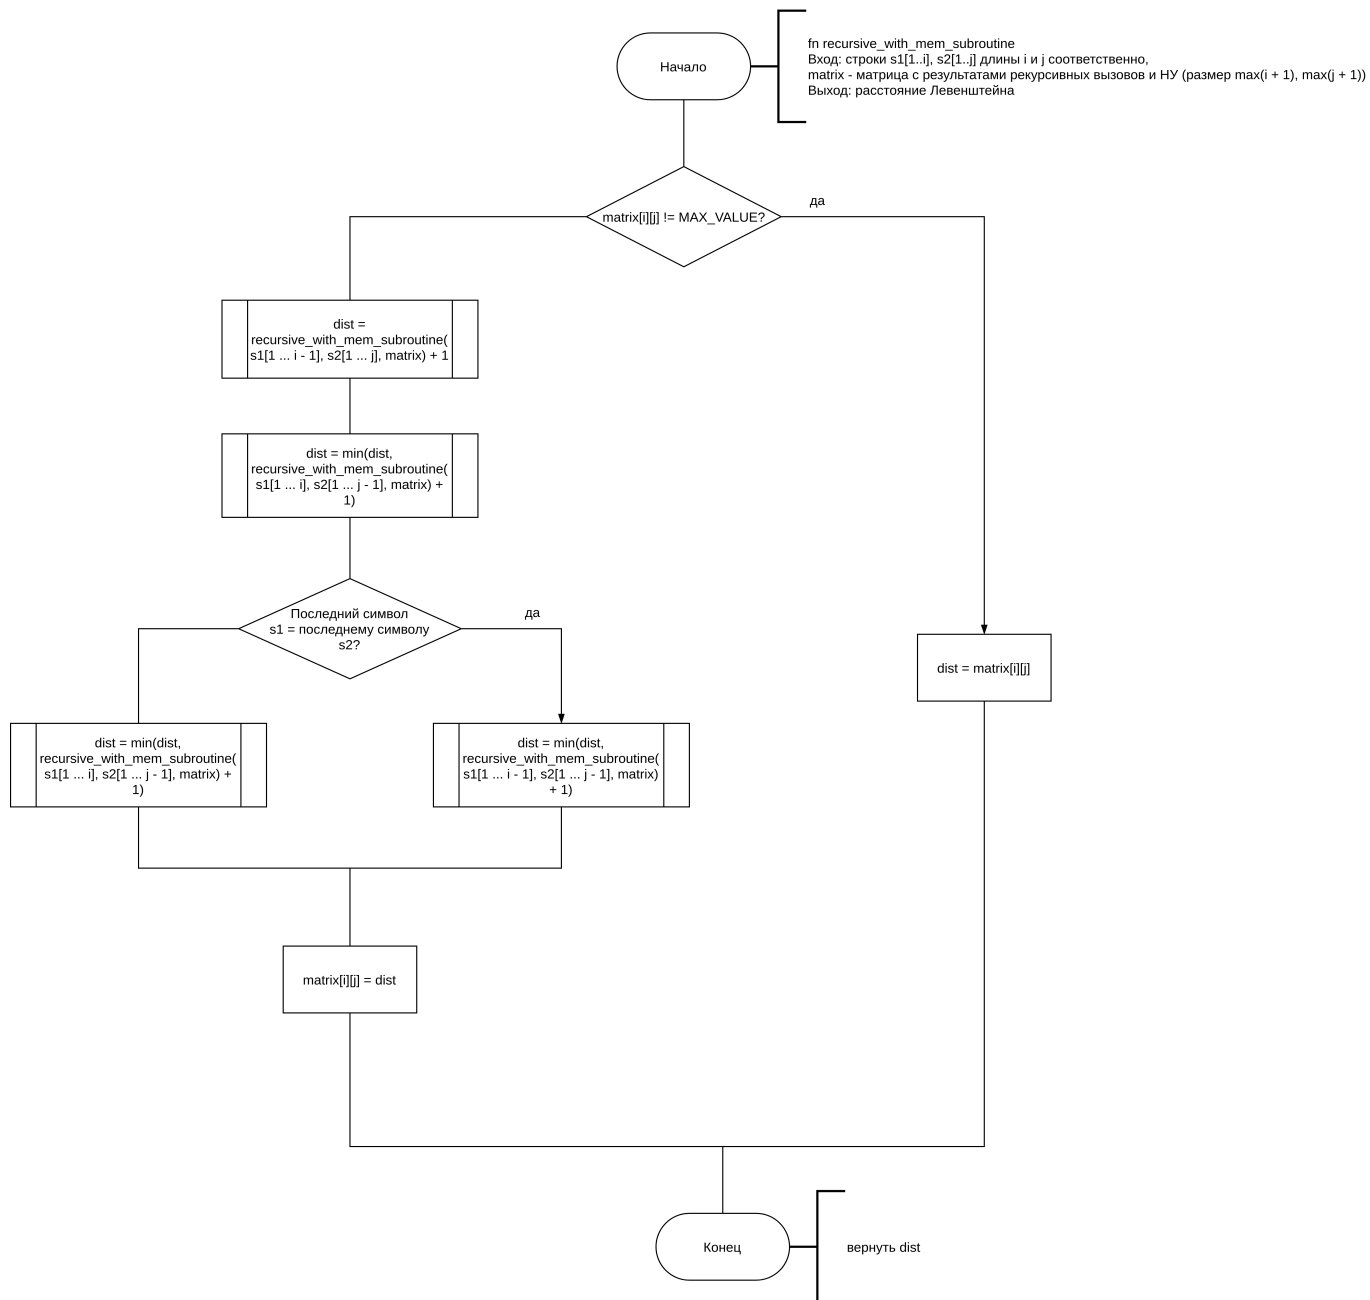 Начало
fn recursive_with_mem_subroutine
Вход: строки s1[1..i], s2[1..j] длины i и j соответственно,
matrix - матрица с результатами рекурсивных вызовов и НУ (размер max(i + 1), max(j + 1))
Выход: расстояние Левенштейна
matrix[i][j] != MAX_VALUE?
да
dist =
recursive_with_mem_subroutine(
s1[1 ... i - 1], s2[1 ... j], matrix) + 1
dist = min(dist,
recursive_with_mem_subroutine(
s1[1 ... i], s2[1 ... j - 1], matrix) +
1)
Последний символ
s1 = последнему символу
s2?
да
dist = matrix[i][j]
dist = min(dist,
recursive_with_mem_subroutine(
s1[1 ... i], s2[1 ... j - 1], matrix) +
1)
dist = min(dist,
recursive_with_mem_subroutine(
s1[1 ... i - 1], s2[1 ... j - 1], matrix)
+ 1)
matrix[i][j] = dist
Конец
вернуть dist